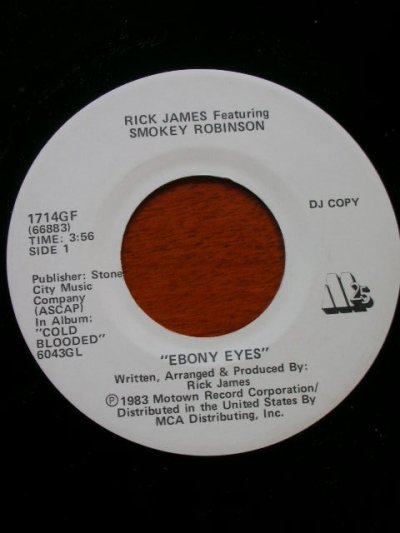 RICK JAMES Featuring
SMOKEY ROBINSON
1714GF
(66883)
TIME: 3:56
SIDE 1
DJ COPY
Publisher: Stone
City Music
Company
(ASCAP)
In Album:
"COLD
BLOODED"
6043GL
M25
"EBONY EYES"
Written, Arranged & Produced By:
Rick James
Ⓟ1983 Motown Record Corporation/
Distributed in the United States By
MCA Distributing, Inc.